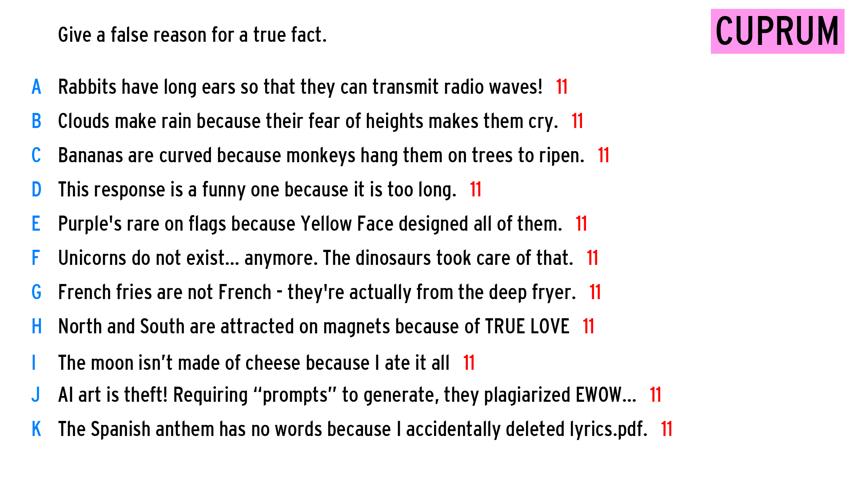 Give a false reason for a true fact.
CUPRUM
A Rabbits have long ears so that they can transmit radio waves! 11
B Clouds make rain because their fear of heights makes them cry. 11
C Bananas are curved because monkeys hang them on trees to ripen. 11
D This response is a funny one because it is too long. 11
E Purple's rare on flags because Yellow Face designed all of them. 11
F Unicorns do not exist... anymore. The dinosaurs took care of that. 11
G French fries are not French - they're actually from the deep fryer. 11
H North and South are attracted on magnets because of TRUE LOVE 11
I The moon isn’t made of cheese because I ate it all 11
J AI art is theft! Requiring “prompts” to generate, they plagiarized EWOW... 11
K The Spanish anthem has no words because I accidentally deleted lyrics.pdf. 11